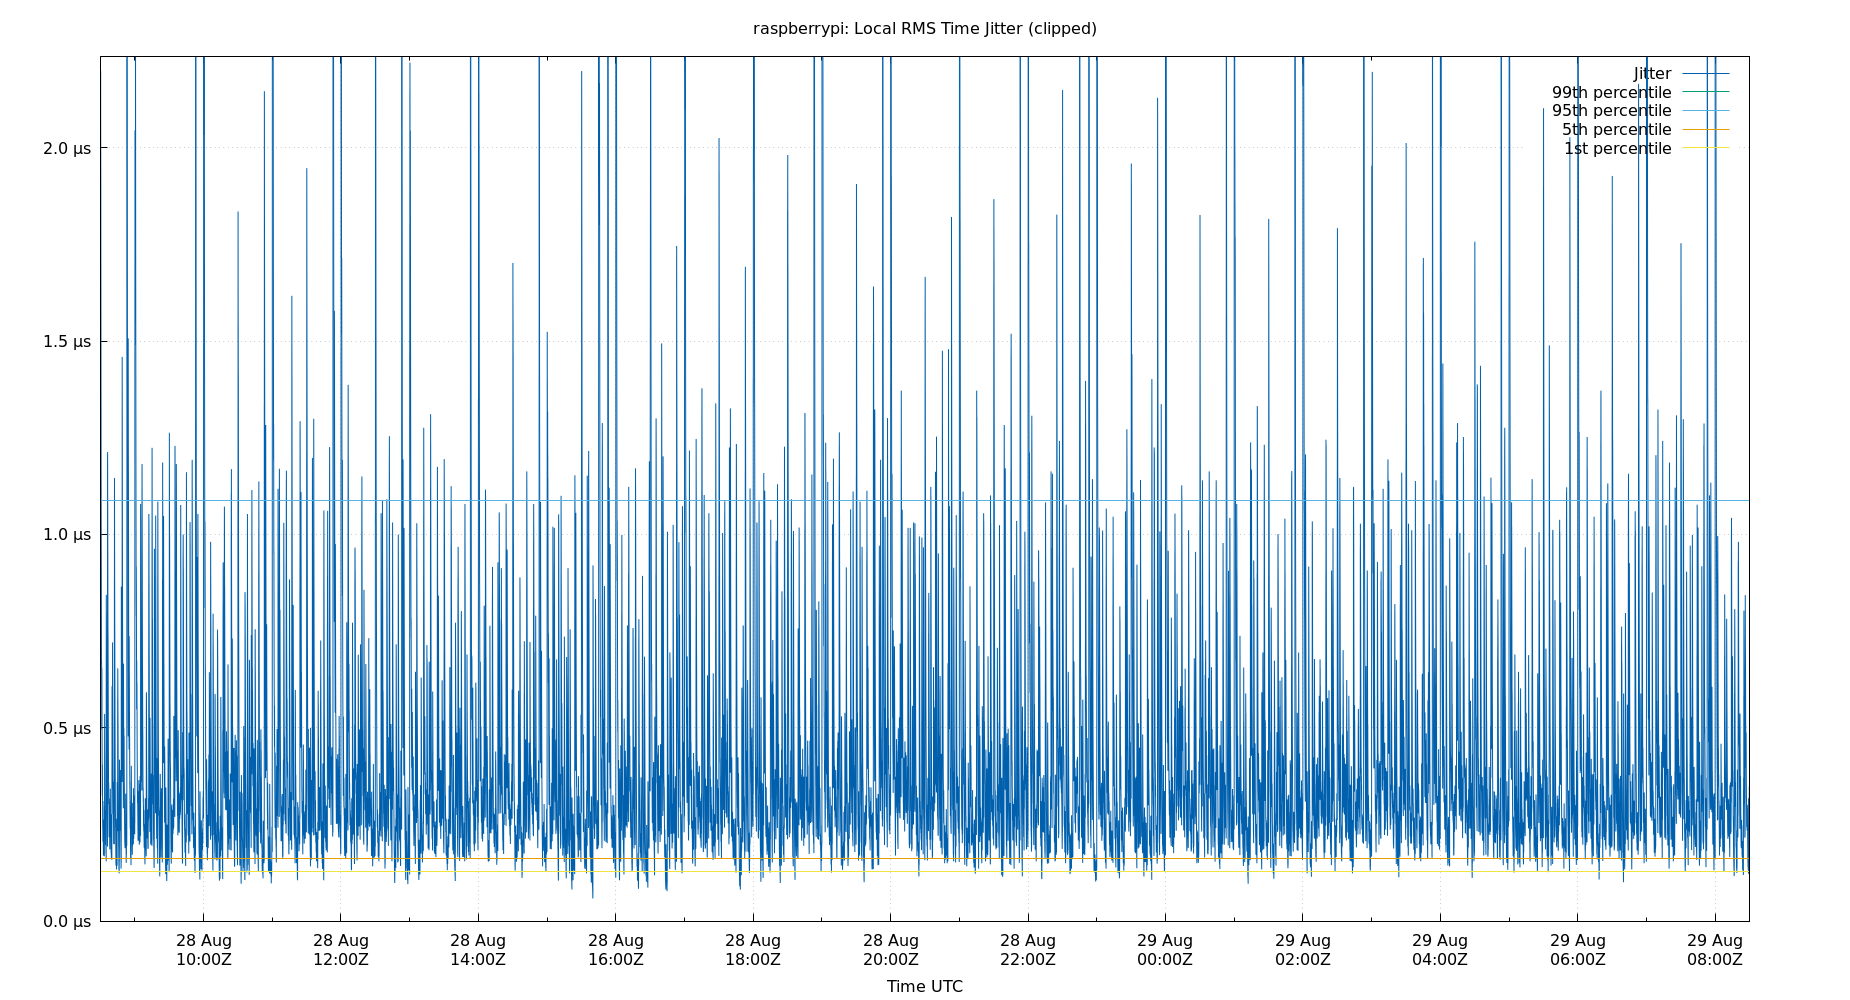 raspberrypi: Local RMS Time Jitter (clipped)
Jitter
99th percentile
95th percentile
5th percentile
1st percentile
2.0 µs
1.5 µs
1.0 µs
0.5 µs
0.0 µs
28 Aug 28 Aug 28 Aug 28 Aug 28 Aug 28 Aug 28 Aug 29 Aug 29 Aug 29 Aug 29 Aug 29 Aug
10:00Z 12:00Z 14:00Z 16:00Z 18:00Z 20:00Z 22:00Z 00:00Z 02:00Z 04:00Z 06:00Z 08:00Z
Time UTC